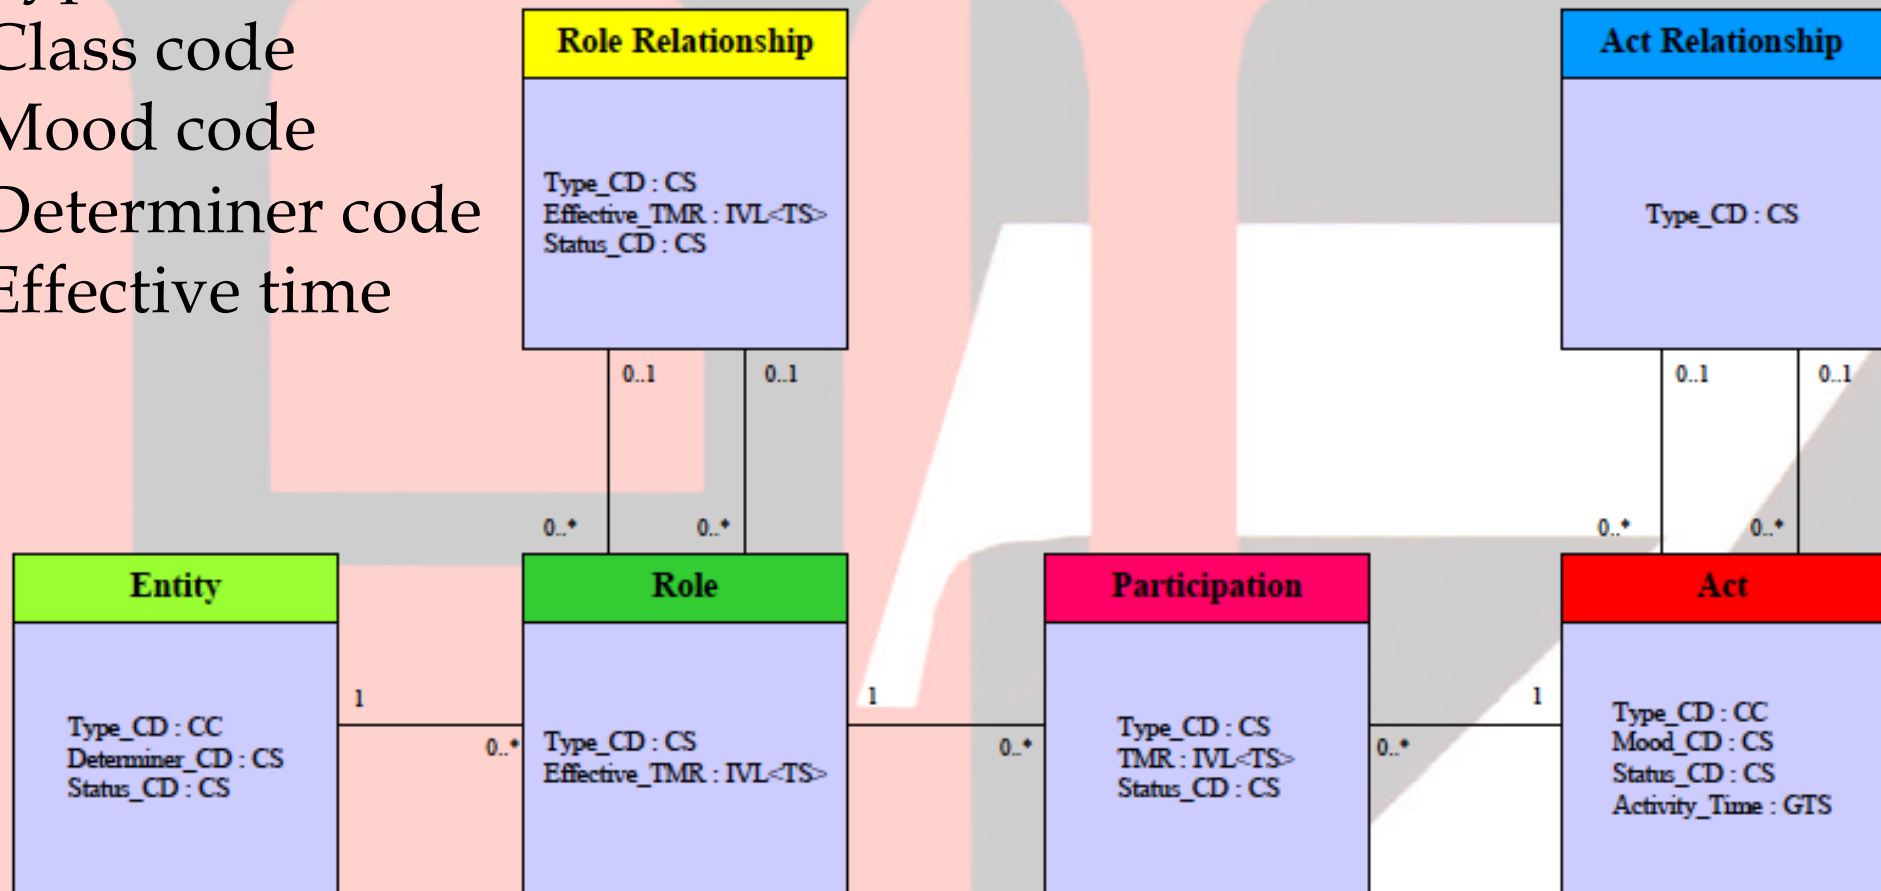 Class code
Mood code
Determiner code
Effective time
Role Relationship
Type_CD : CS
Effective_TMR : IVL<TS>
Status_CD : CS
Act Relationship
Type_CD : CS
0..1
0..1
0..1
0..1
0..*
0..*
0..*
0..*
Entity
Type_CD : CC
Determiner_CD : CS
Status_CD : CS
1
0..*
Role
Type_CD : CS
Effective_TMR : IVL<TS>
1
0..*
Participation
Type_CD : CS
TMR : IVL<TS>
Status_CD : CS
0..*
1
Act
Type_CD : CC
Mood_CD : CS
Status_CD : CS
Activity_Time : GTS